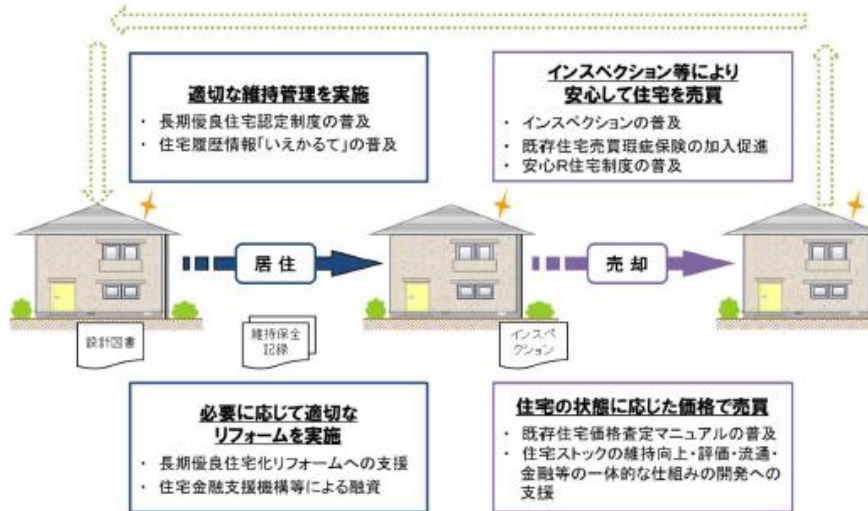 適切な維持管理を実施
・ 長期優良住宅認定制度の普及
・ 住宅履歴情報「いえかるて」の普及
インスペクション等により
安心して住宅を売買
・ インスペクションの普及
・ 既存住宅売買瑕疵保険の加入促進
・ 安心R住宅制度の普及
居 住
売 却
設計図書
維持保全
記録
インスペ
クション
必要に応じて適切な
リフォームを実施
・ 長期優良住宅化リフォームへの支援
・ 住宅金融支援機構等による融資
住宅の状態に応じた価格で売買
・ 既存住宅価格査定マニュアルの普及
・ 住宅ストックの維持向上・評価・流通・
金融等の一体的な仕組みの開発への
支援